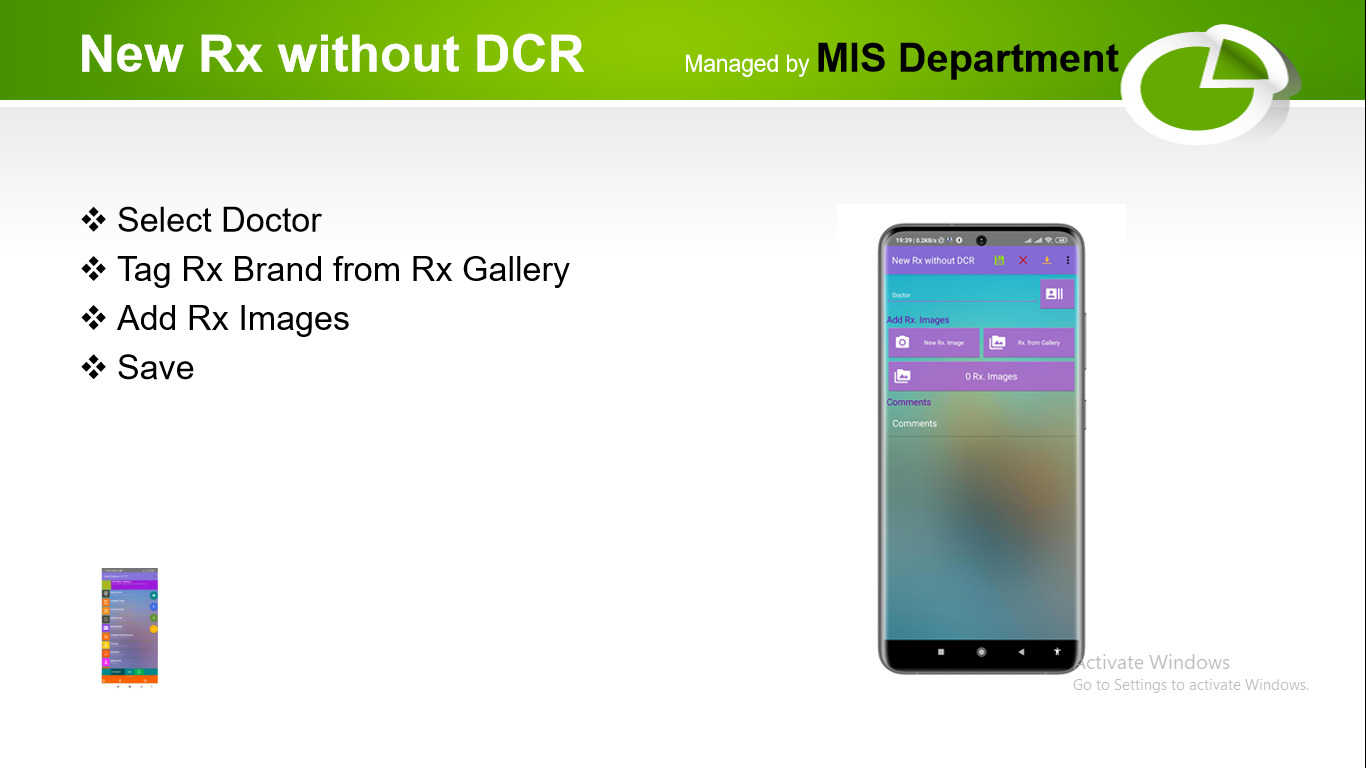 New Rx without DCR
Managed by MIS Department
Select Doctor
Tag Rx Brand from Rx Gallery
Add Rx Images
Save
19:39 | 0.2KB/s
New Rx without DCR
Doctor
Add Rx. Images
New Rx. Image
Rx. from Gallery
0 Rx. Images
Comments
Comments
Activate Windows
Go to Settings to activate Windows.